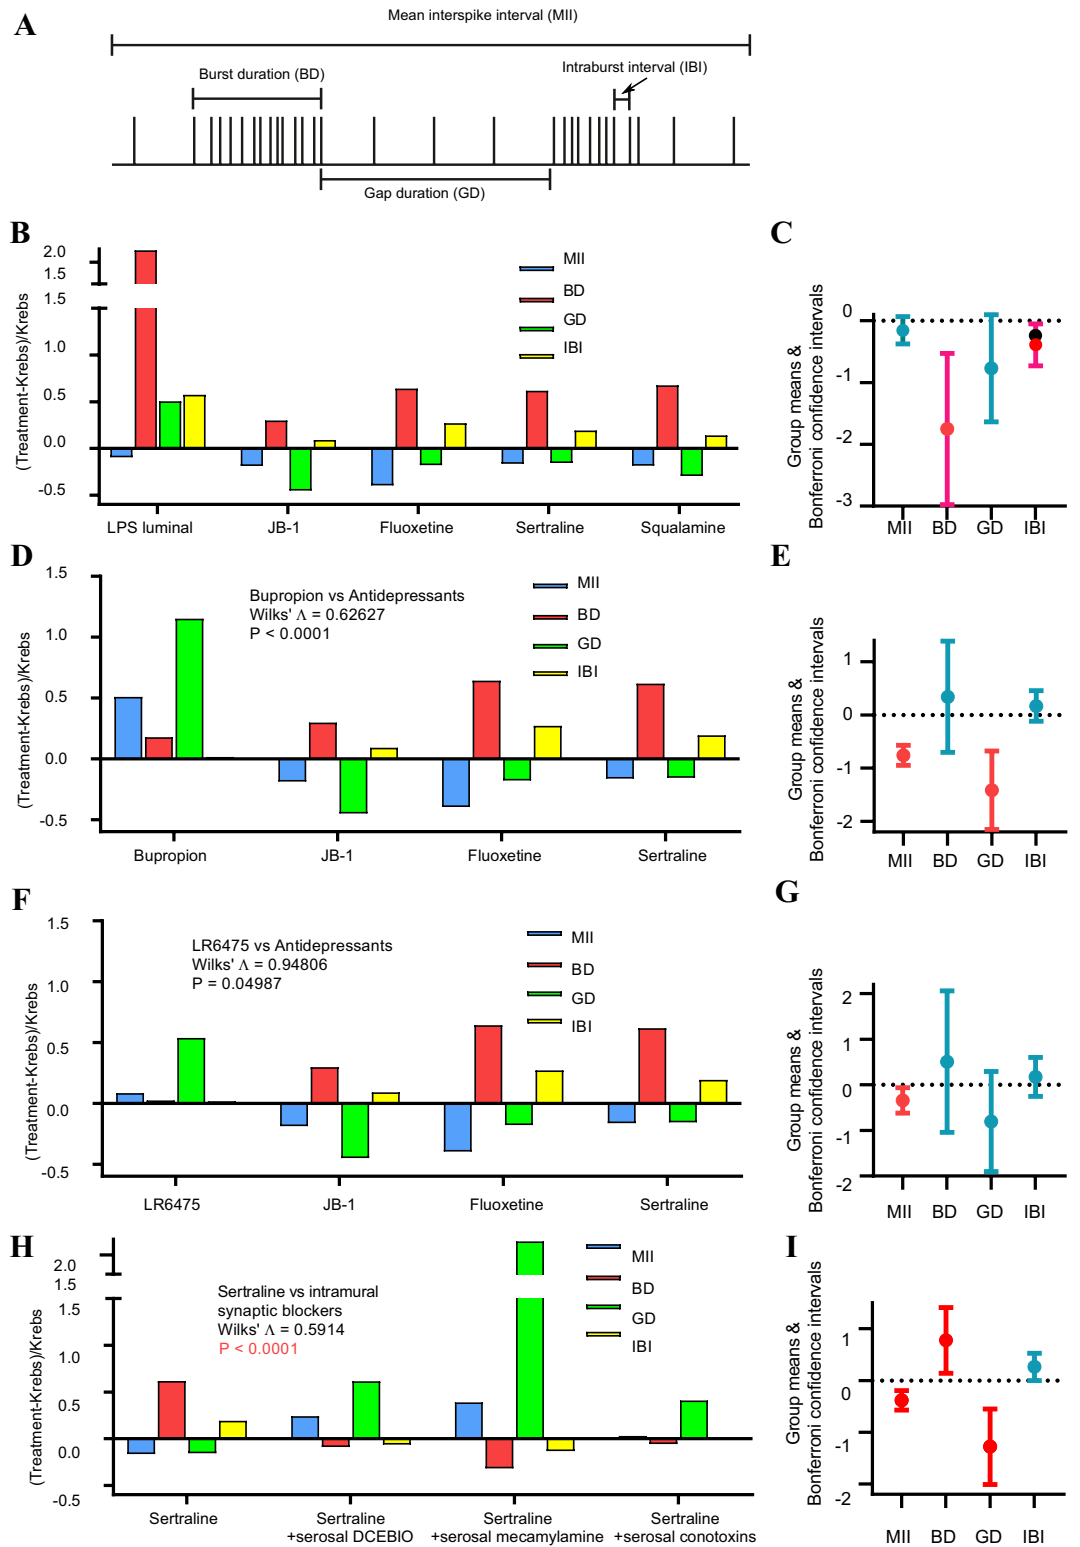 A
Mean interspike interval (MII)
Burst duration (BD)
Intraburst interval (IBI)
Gap duration (GD)
B
(Treatment-Krebs)/Krebs
2.0
1.5
1.5
1.0
0.5
0.0
-0.5
MII
BD
GD
IBI
LPS luminal
JB-1
Fluoxetine
Sertraline
Squalamine
C
Group means &
Bonferroni confidence intervals
0
-1
-2
-3
MII
BD
GD
IBI
D
(Treatment-Krebs)/Krebs
1.5
1.0
0.5
0.0
-0.5
Bupropion vs Antidepressants
Wilks' Λ = 0.62627
P < 0.0001
MII
BD
GD
IBI
Bupropion
JB-1
Fluoxetine
Sertraline
E
Group means &
Bonferroni confidence intervals
1
0
-1
-2
MII
BD
GD
IBI
F
(Treatment-Krebs)/Krebs
1.5
1.0
0.5
0.0
-0.5
LR6475 vs Antidepressants
Wilks' Λ = 0.94806
P = 0.04987
MII
BD
GD
IBI
LR6475
JB-1
Fluoxetine
Sertraline
G
Group means &
Bonferroni confidence intervals
2
1
0
-1
-2
MII
BD
GD
IBI
H
(Treatment-Krebs)/Krebs
2.0
1.5
1.5
1.0
0.5
0.0
-0.5
Sertraline vs intramural
synaptic blockers
Wilks' Λ = 0.5914
P < 0.0001
MII
BD
GD
IBI
Sertraline
Sertraline
+serosal DCEBIO
Sertraline
+serosal mecamylamine
Sertraline
+serosal conotoxins
I
Group means &
Bonferroni confidence intervals
1
0
-1
-2
MII
BD
GD
IBI